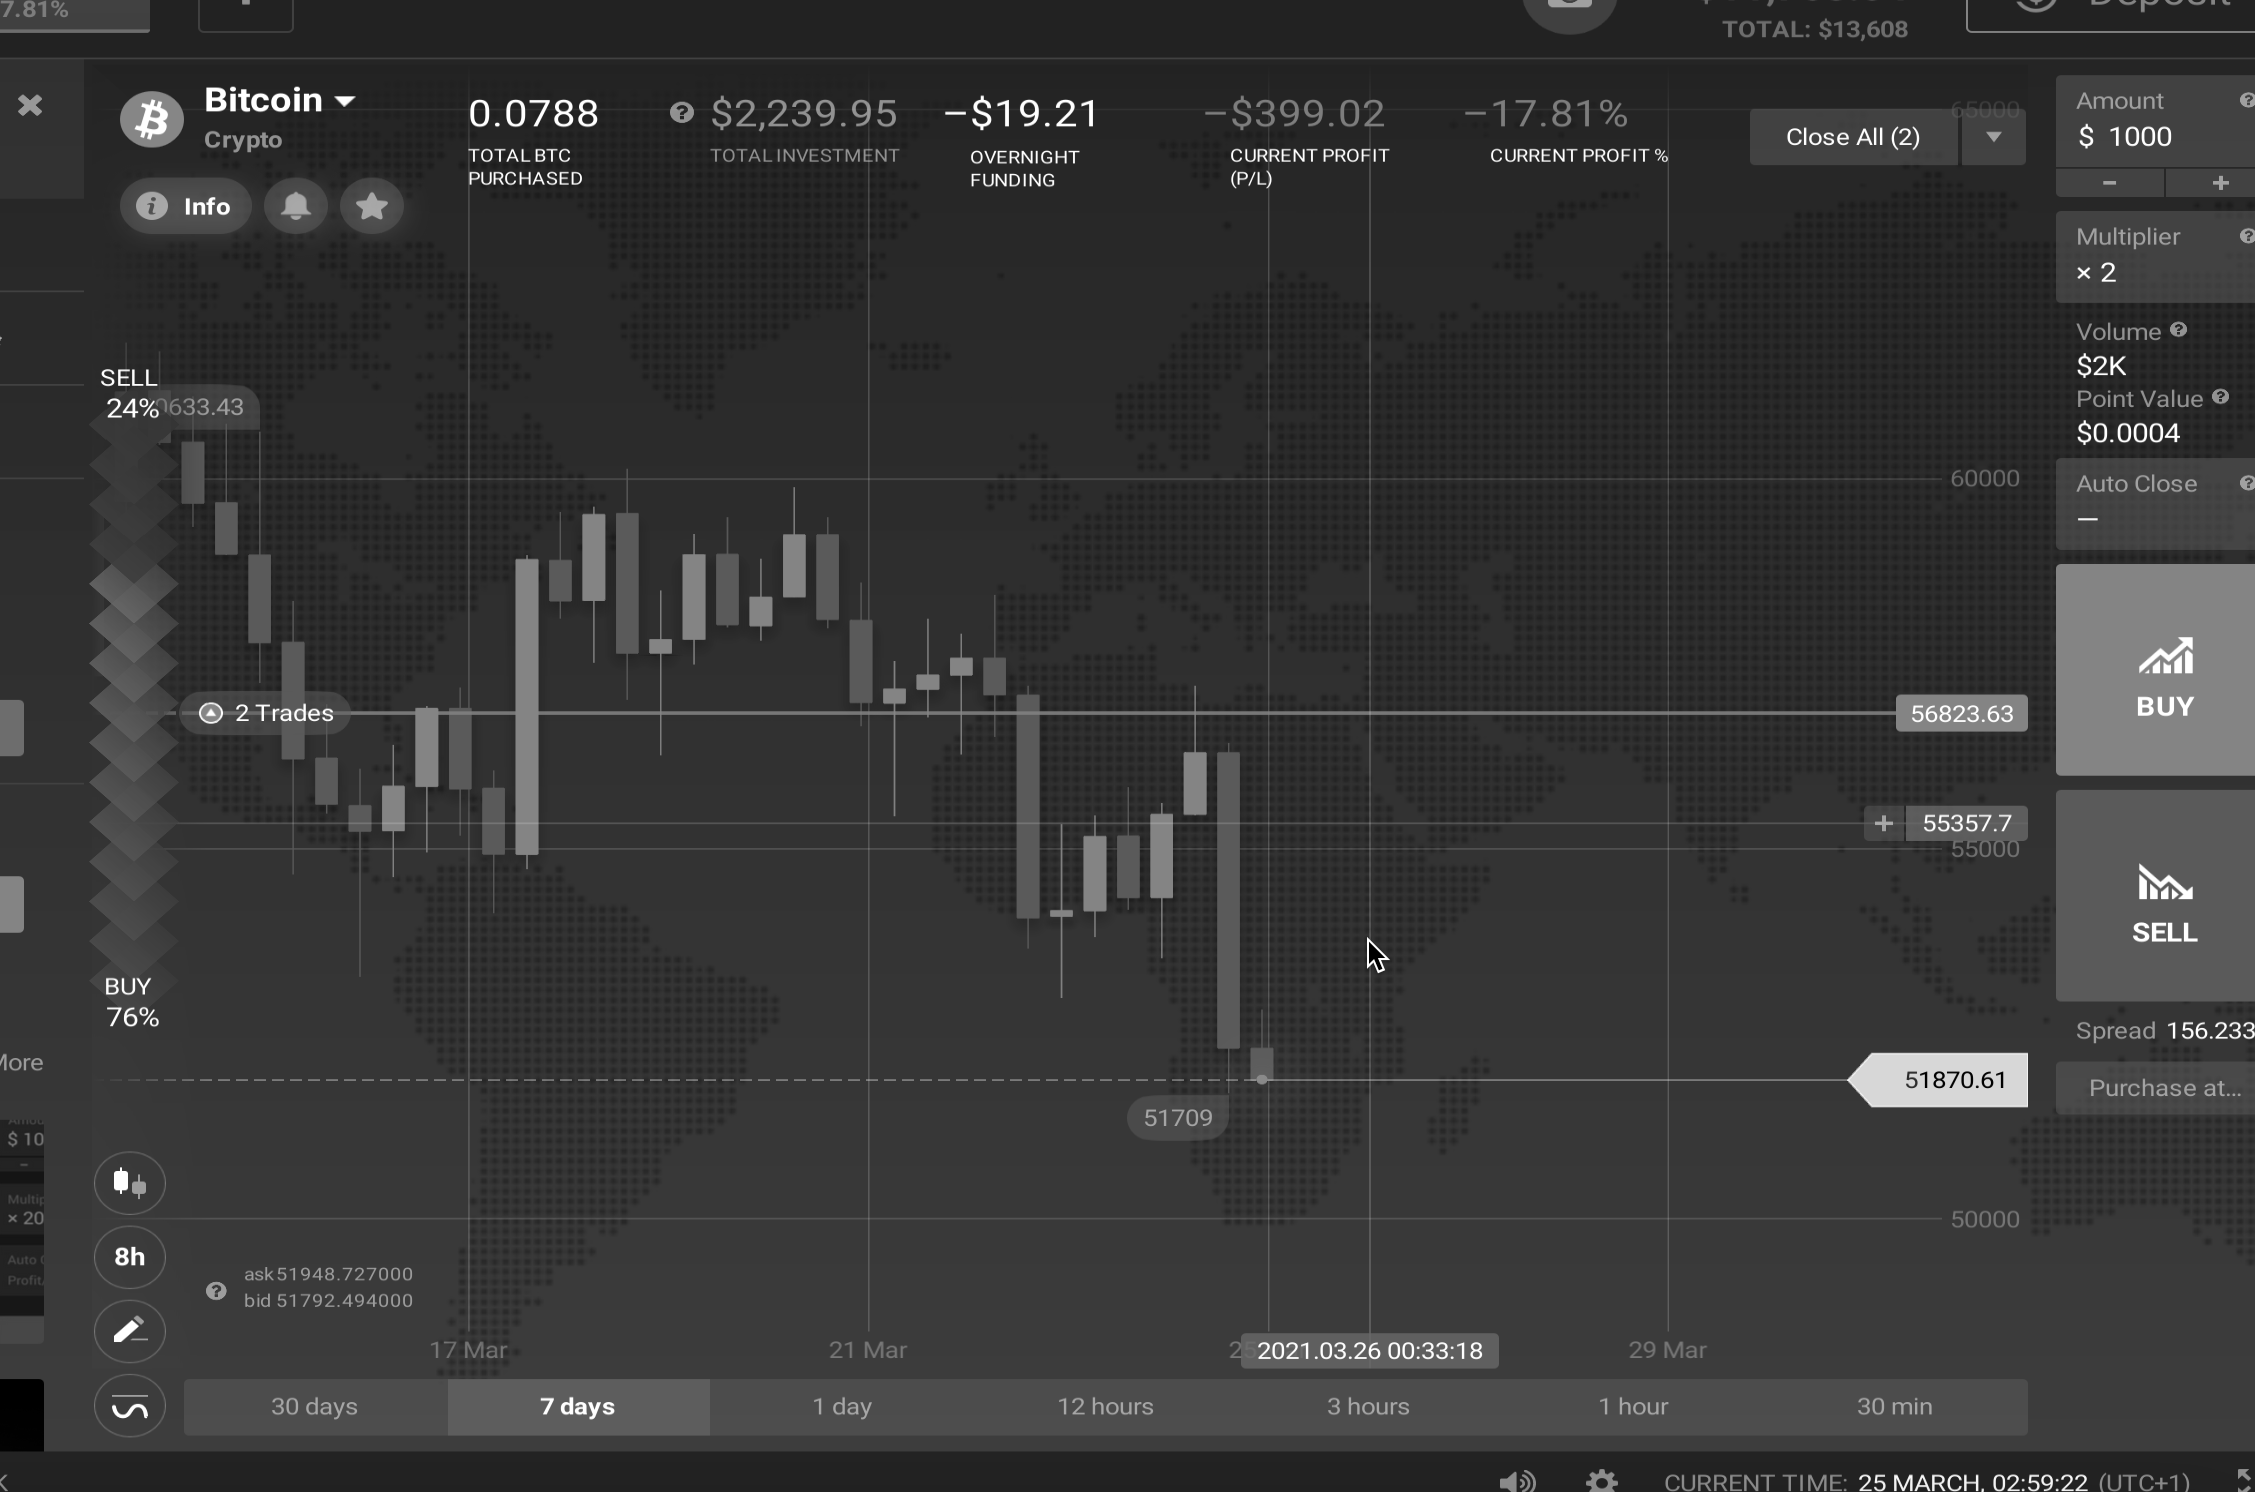 7.81%
TOTAL: $13,608
Bitcoin
Crypto
0.0788
TOTAL BTC
PURCHASED
$2,239.95
TOTAL INVESTMENT
−$19.21
OVERNIGHT
FUNDING
−$399.02
CURRENT PROFIT
(P/L)
−17.81%
CURRENT PROFIT %
Close All (2)
65000
Info
Amount
$ 1000
− +
Multiplier
× 2
Volume
$2K
Point Value
$0.0004
Auto Close
—
BUY
SELL
Spread 156.233
Purchase at...
SELL
24%
633.43
2 Trades
60000
56823.63
+ 55357.7
55000
51870.61
51709
50000
BUY
76%
More
$ 10
× 20
8h
ask 51948.727000
bid 51792.494000
17 Mar
21 Mar
2021.03.26 00:33:18
29 Mar
30 days
7 days
1 day
12 hours
3 hours
1 hour
30 min
CURRENT TIME: 25 MARCH, 02:59:22 (UTC+1)